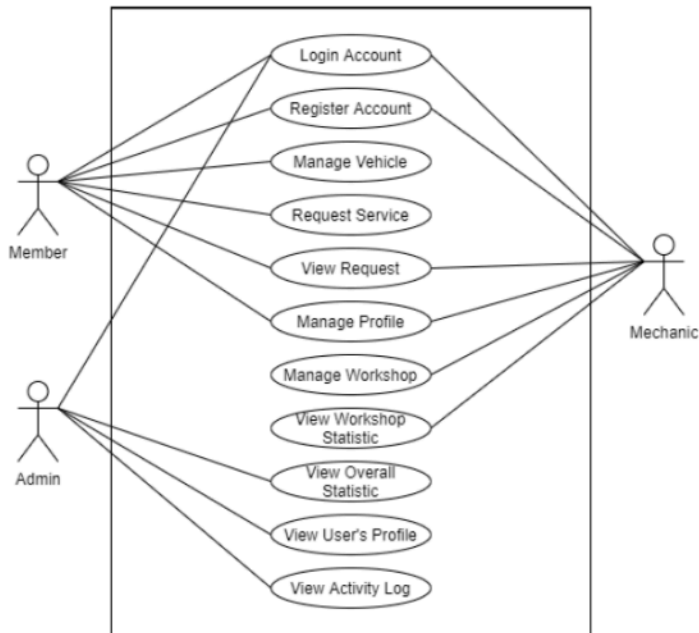 Login Account
Register Account
Manage Vehicle
Request Service
Member
View Request
Manage Profile
Mechanic
Manage Workshop
View Workshop
Statistic
Admin
View Overall
Statistic
View User's Profile
View Activity Log